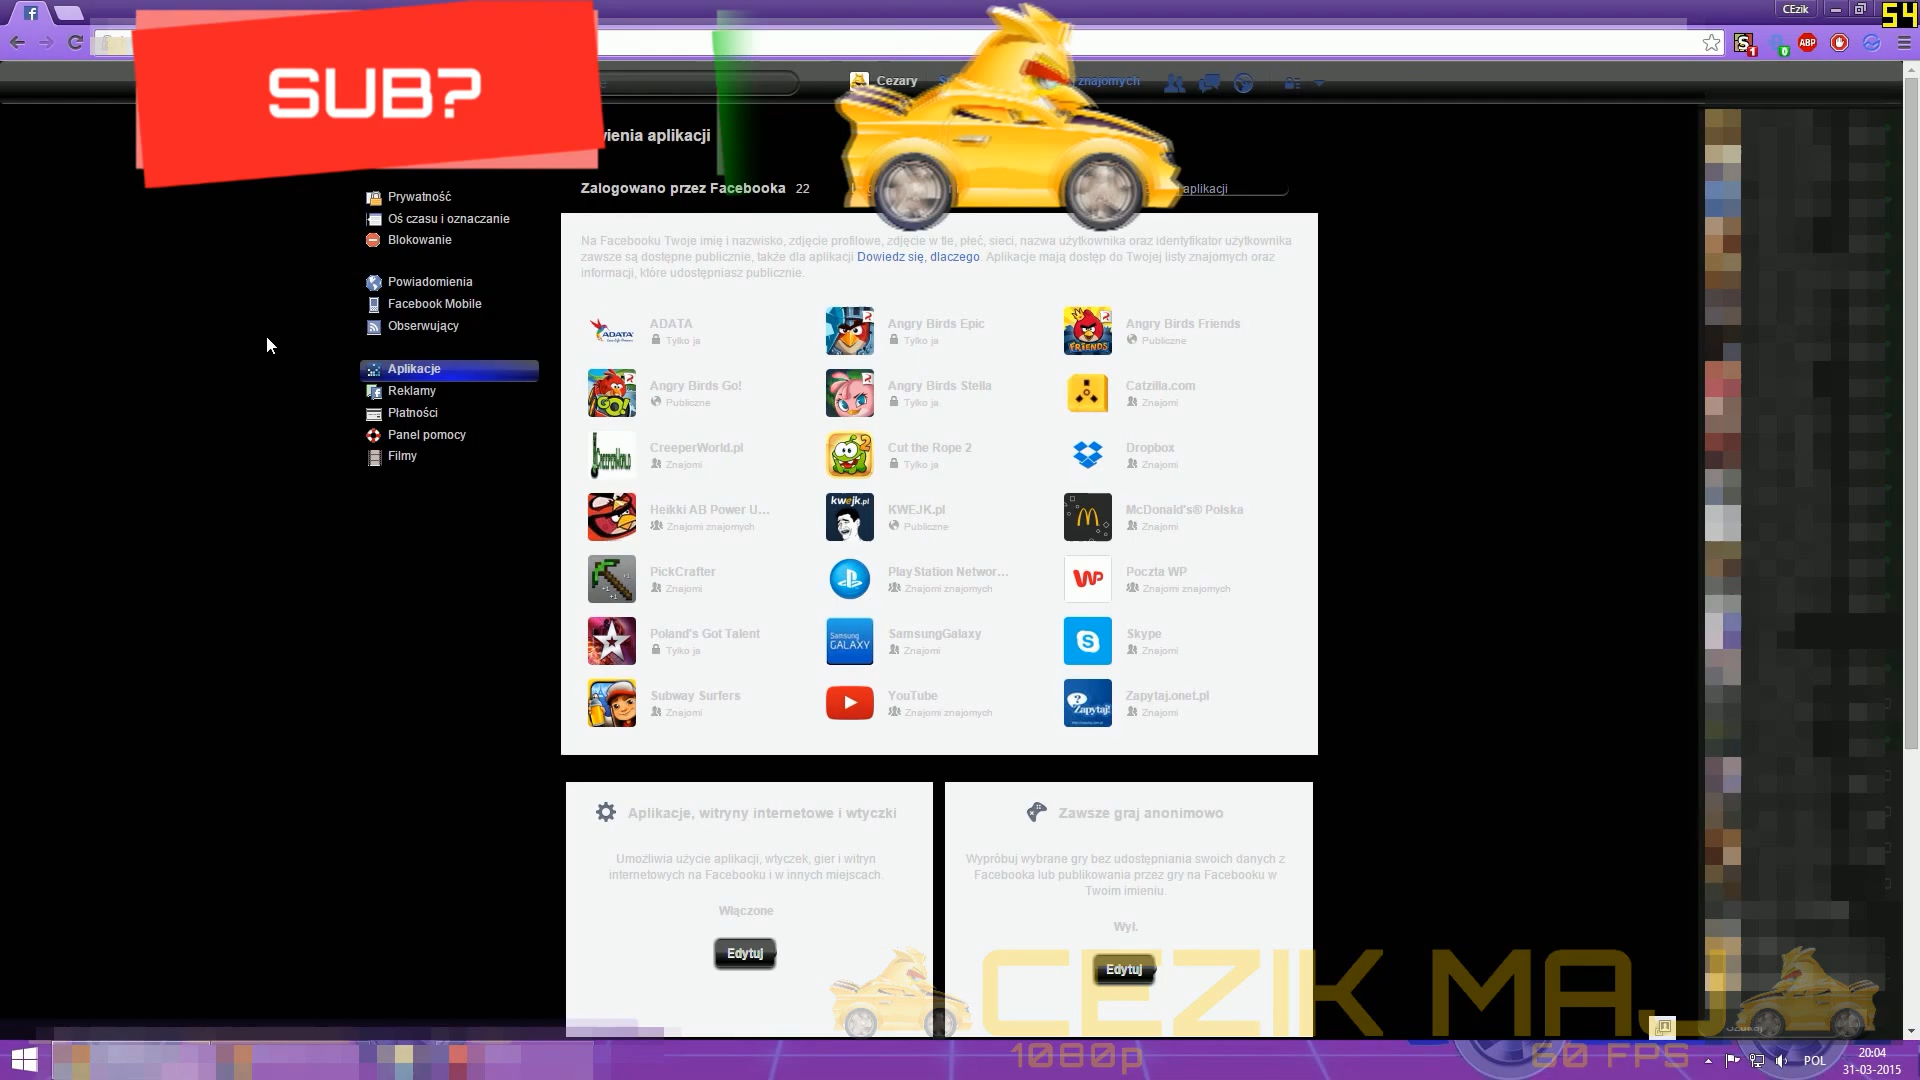 CEzik
54
SUB?
Cezary
znajomych
ienia aplikacji
Zalogowano przez Facebooka 22
aplikacji
Prywatność
Oś czasu i oznaczanie
Blokowanie
Powiadomienia
Facebook Mobile
Obserwujący
Aplikacje
Reklamy
Płatności
Panel pomocy
Filmy
Na Facebooku Twoje imię i nazwisko, zdjęcie profilowe, zdjęcie w tle, płeć, sieci, nazwa użytkownika oraz identyfikator użytkownika
zawsze są dostępne publicznie, także dla aplikacji Dowiedz się, dlaczego. Aplikacje mają dostęp do Twojej listy znajomych oraz
informacji, które udostępniasz publicznie.
ADATA
Tylko ja
Angry Birds Epic
Tylko ja
FRIENDS
Angry Birds Friends
Publiczne
GO!
Angry Birds Go!
Publiczne
Angry Birds Stella
Tylko ja
Catzilla.com
Znajomi
CreeperWorld.pl
Znajomi
Cut the Rope 2
Tylko ja
Dropbox
Znajomi
Heikki AB Power U...
Znajomi znajomych
kwejk.pl
KWEJK.pl
Publiczne
McDonald's® Polska
Znajomi
PickCrafter
Znajomi
PlayStation Networ...
Znajomi znajomych
WP
Poczta WP
Znajomi znajomych
Poland's Got Talent
Tylko ja
Samsung
GALAXY
SamsungGalaxy
Znajomi
Skype
Znajomi
Subway Surfers
Znajomi
YouTube
Znajomi znajomych
Zapytaj!
Zapytaj.onet.pl
Znajomi
Aplikacje, witryny internetowe i wtyczki
Umożliwia użycie aplikacji, wtyczek, gier i witryn
internetowych na Facebooku i w innych miejscach.
Włączone
Edytuj
Zawsze graj anonimowo
Wypróbuj wybrane gry bez udostępniania swoich danych z
Facebooka lub publikowania przez gry na Facebooku w
Twoim imieniu.
Wył.
Edytuj
CEZIK MAJ
1080p
60 FPS
POL
20:04
31-03-2015